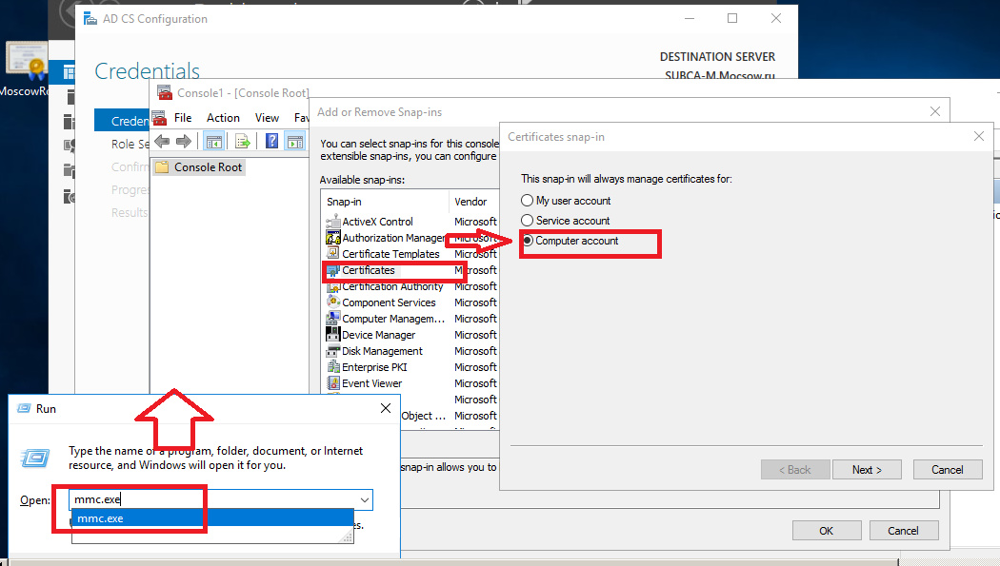 AD CS Configuration
Credentials
DESTINATION SERVER
SUBCA-M.Mocsow.ru
MoscowRo
Creden
Role Se
Confirm
Progres
Results
Console1 - [Console Root]
File Action View Fav
Console Root
Add or Remove Snap-ins
You can select snap-ins for this console
extensible snap-ins, you can configure
Available snap-ins:
Snap-in Vendor
ActiveX Control Microsoft
Authorization Manager Microsoft
Certificate Templates Microsoft
Certificates Microsoft
Certification Authority Microsoft
Component Services Microsoft
Computer Managem... Microsoft
Device Manager Microsoft
Disk Management Microsoft
Enterprise PKI Microsoft
Event Viewer Microsoft
Microsoft
Object ... Microsoft
snap-in allows you to
OK Cancel
Certificates snap-in
This snap-in will always manage certificates for:
My user account
Service account
Computer account
< Back Next > Cancel
Run
Type the name of a program, folder, document, or Internet
resource, and Windows will open it for you.
Open: mmc.exe
mmc.exe
es.